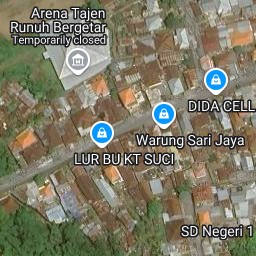 Arena Tajen
Runuh Bergetar
Temporarily closed
DIDA CELL
Warung Sari Jaya
LUR BU KT SUCI
SD Negeri 1